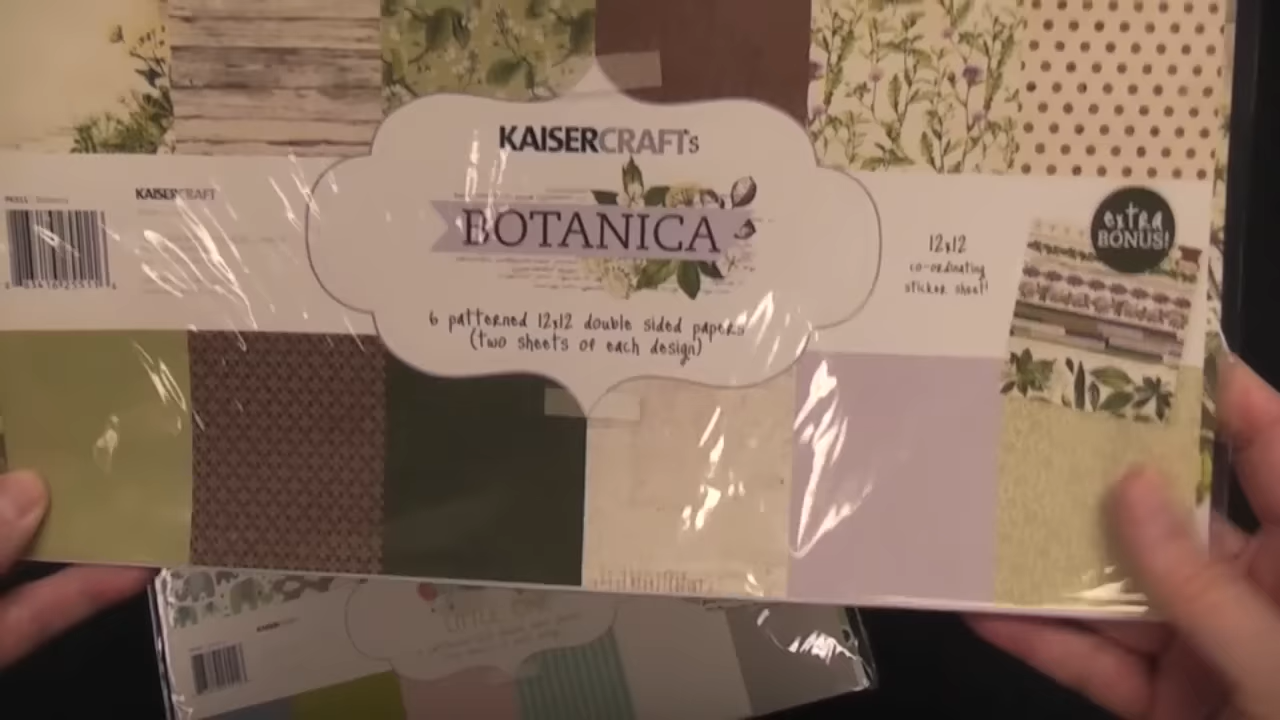 KAISERCRAFT's
BOTANICA
6 patterned 12x12 double sided papers
(two sheets of each design)
KAISERCRAFT
12x12
co-ordinating
sticker sheet!
extra
BONUS!